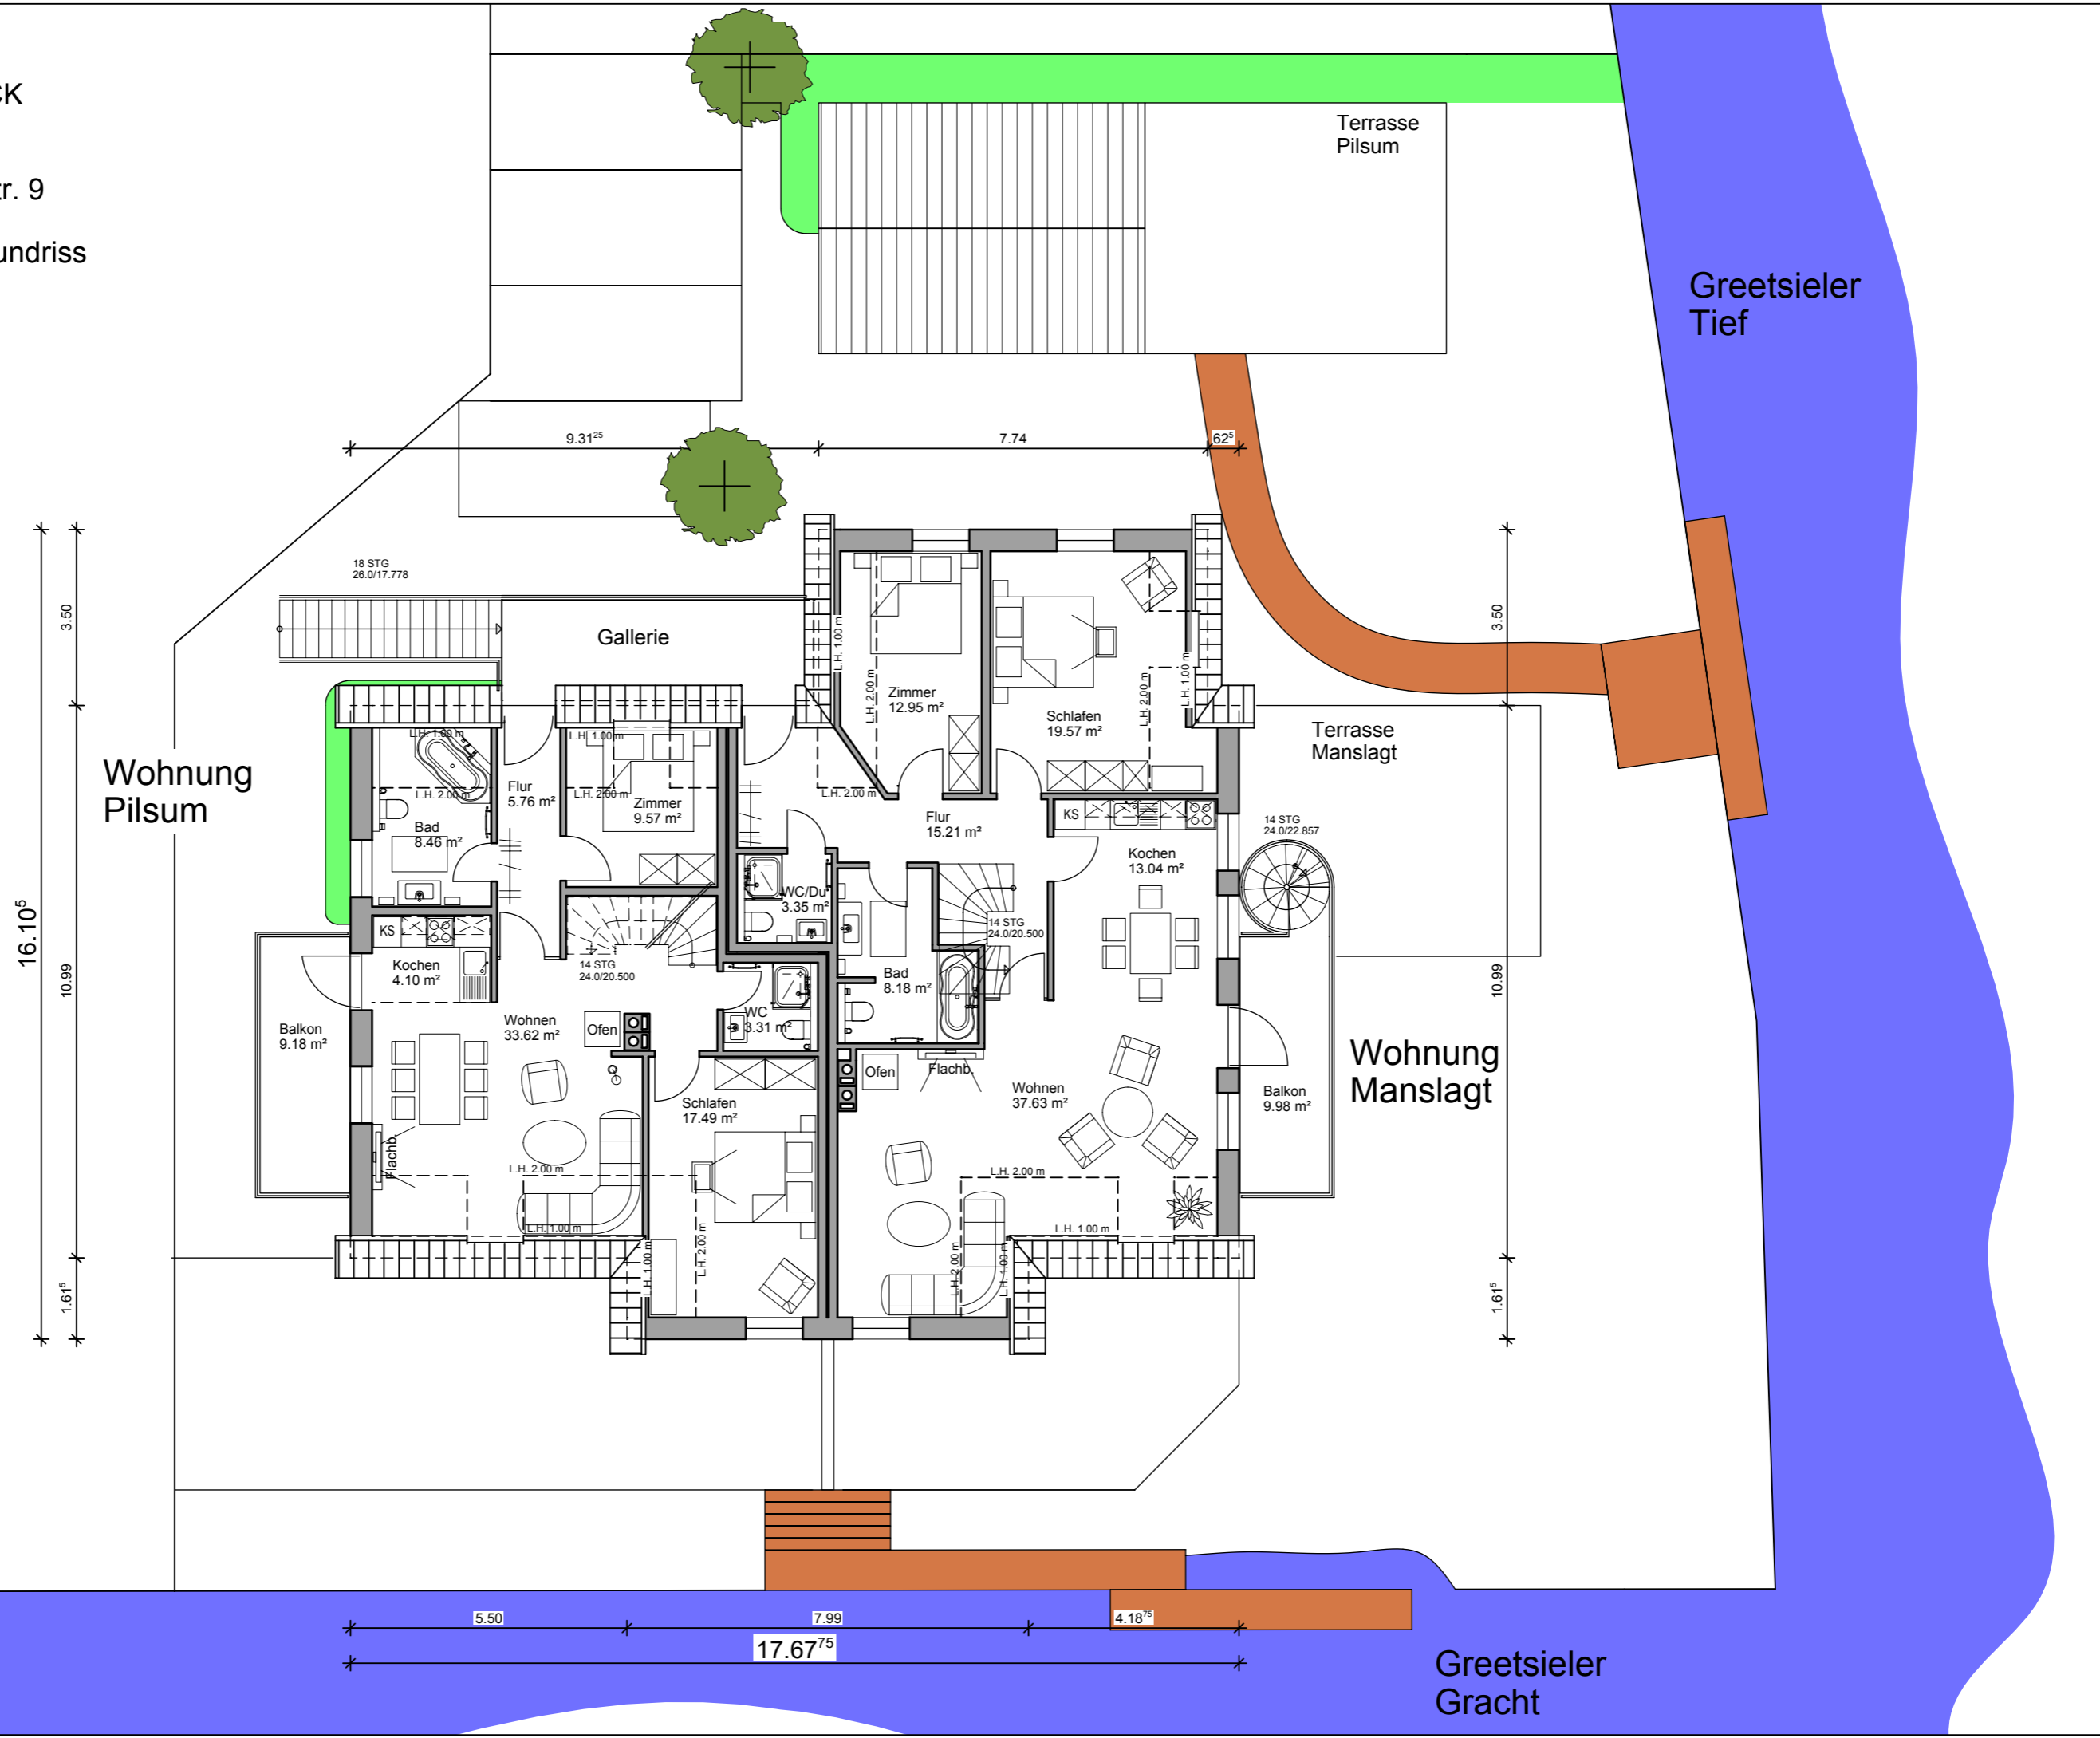 CK
tr. 9
undriss
Terrasse
Pilsum
Greetsieler
Tief
9.31²⁵
7.74
62⁵
18 STG
26.0/17.778
3.50
3.50
Gallerie
L.H. 1.00 m
L.H. 2.00 m
Zimmer
12.95 m²
Schlafen
19.57 m²
L.H. 2.00 m
L.H. 1.00 m
Terrasse
Manslagt
Wohnung
Pilsum
L.H. 1.00 m
L.H. 2.00 m
Bad
8.46 m²
Flur
5.76 m²
L.H. 1.00 m
L.H. 2.00 m
Zimmer
9.57 m²
L.H. 2.00 m
Flur
15.21 m²
KS
Kochen
13.04 m²
14 STG
24.0/22.857
WC/Du
3.35 m²
14 STG
24.0/20.500
16.10⁵
10.99
10.99
KS
Kochen
4.10 m²
14 STG
24.0/20.500
Bad
8.18 m²
Balkon
9.18 m²
Wohnen
33.62 m²
Ofen
WC
3.31 m²
Ofen
Flachb.
Wohnen
37.63 m²
Balkon
9.98 m²
Wohnung
Manslagt
Schlafen
17.49 m²
Flachb.
L.H. 2.00 m
L.H. 1.00 m
L.H. 1.00 m
L.H. 2.00 m
L.H. 2.00 m
L.H. 1.00 m
L.H. 2.00 m
L.H. 1.00 m
1.61⁵
1.61⁵
5.50
7.99
4.18⁷⁵
17.67⁷⁵
Greetsieler
Gracht